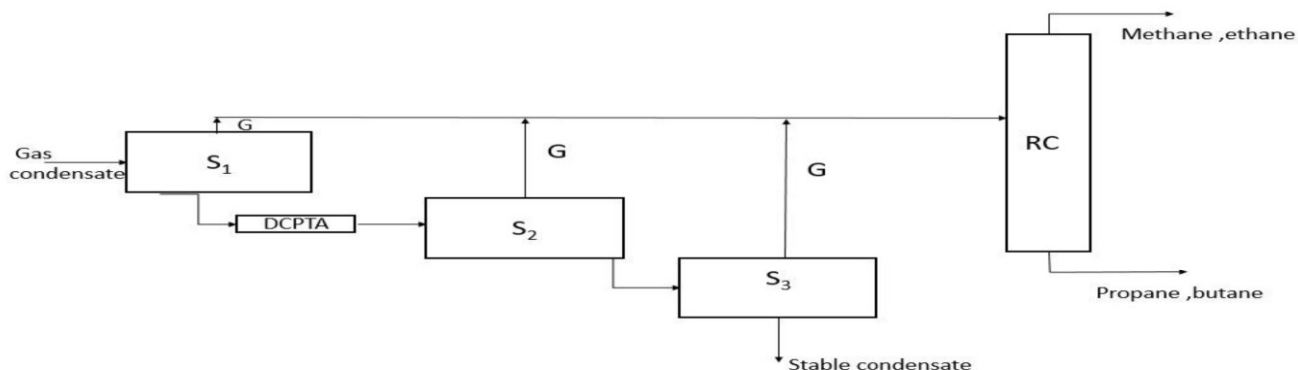 Methane ,ethane
G
RC
Gas
condensate
S₁
G
G
DCPTA
S₂
S₃
Propane ,butane
Stable condensate